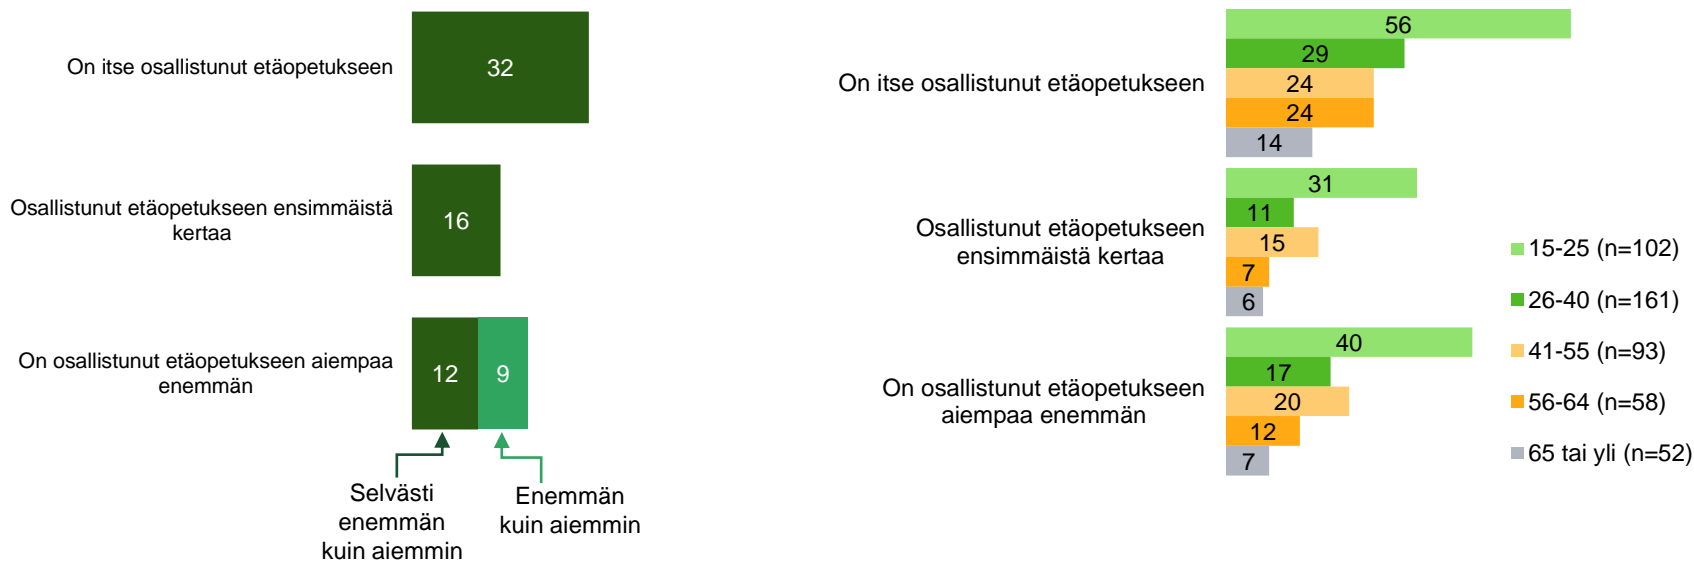 On itse osallistunut etäopetukseen
32
Osallistunut etäopetukseen ensimmäistä
kertaa
16
On osallistunut etäopetukseen aiempaa
enemmän
12
9
Selvästi
enemmän
kuin aiemmin
Enemmän
kuin aiemmin
On itse osallistunut etäopetukseen
56
29
24
24
14
Osallistunut etäopetukseen
ensimmäistä kertaa
31
11
15
7
6
On osallistunut etäopetukseen
aiempaa enemmän
40
17
20
12
7
15-25 (n=102)
26-40 (n=161)
41-55 (n=93)
56-64 (n=58)
65 tai yli (n=52)